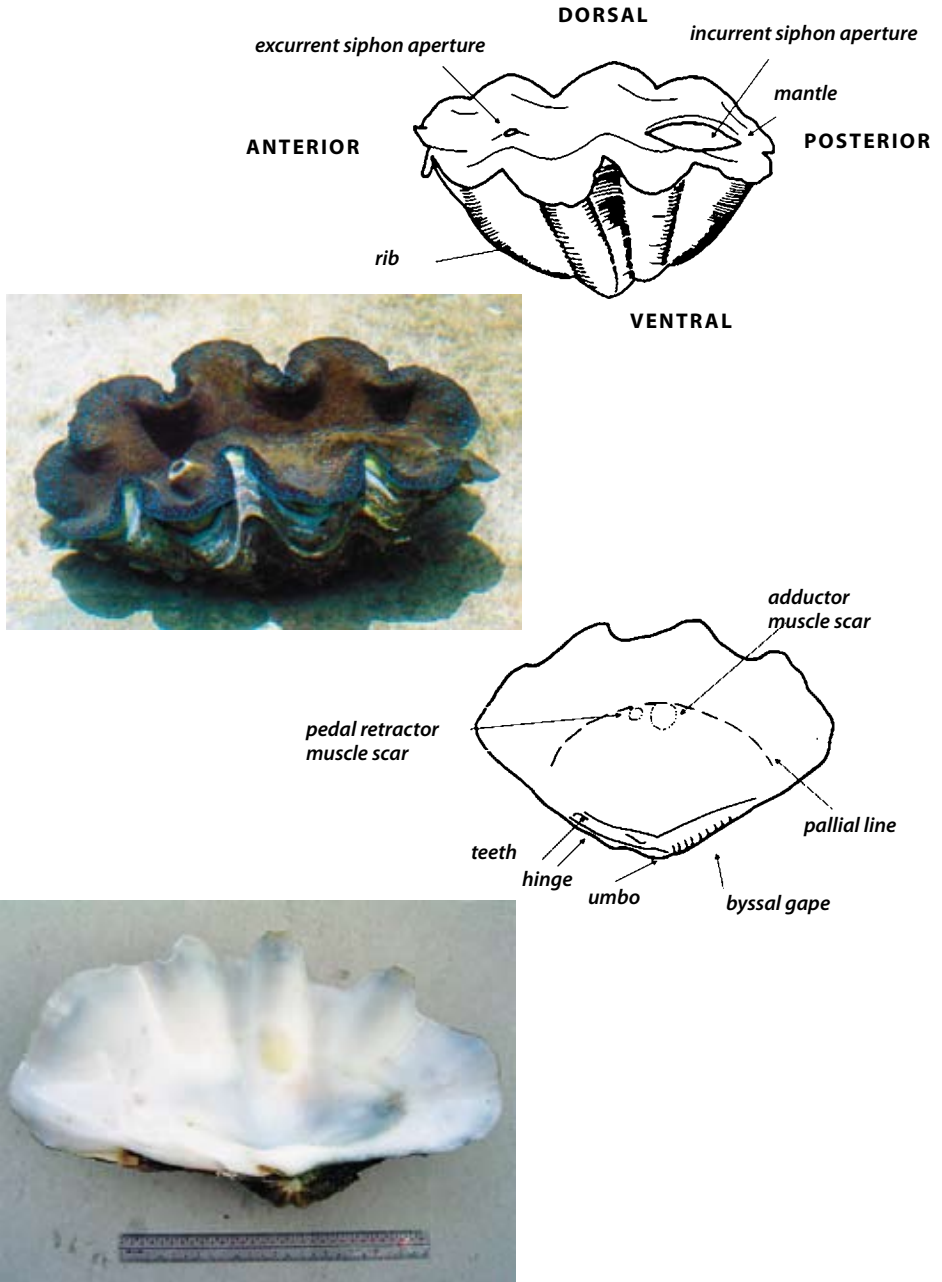 DORSAL
excurrent siphon aperture
incurrent siphon aperture
mantle
ANTERIOR
POSTERIOR
rib
VENTRAL
adductor
muscle scar
pedal retractor
muscle scar
pallial line
teeth
hinge
umbo
byssal gape